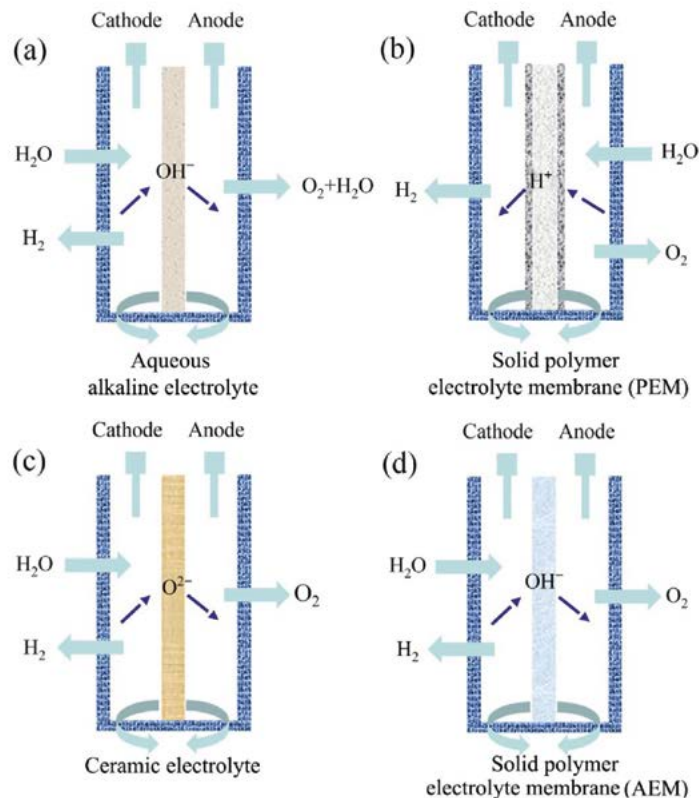 (a)
Cathode Anode
H₂O
OH⁻
O₂+H₂O
H₂
Aqueous
alkaline electrolyte
(b)
Cathode Anode
H₂O
H⁺
H₂
O₂
Solid polymer
electrolyte membrane (PEM)
(c)
Cathode Anode
H₂O
O²⁻
O₂
H₂
Ceramic electrolyte
(d)
Cathode Anode
H₂O
OH⁻
O₂
H₂
Solid polymer
electrolyte membrane (AEM)